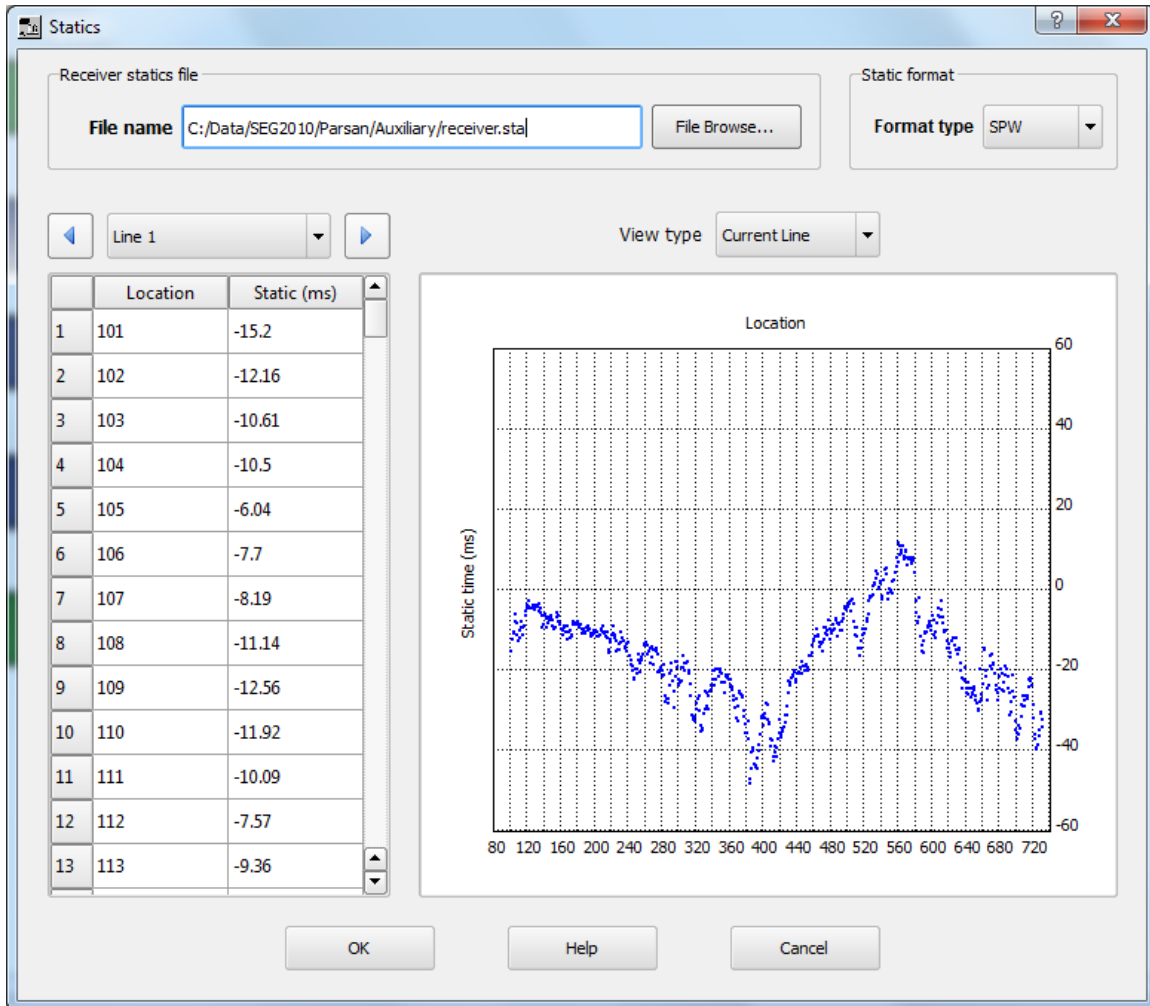 Statics
Receiver statics file
File name C:/Data/SEG2010/Parsan/Auxiliary/receiver.sta File Browse...
Static format
Format type SPW
Line 1
View type Current Line
Location Static (ms)
1 101 -15.2
2 102 -12.16
3 103 -10.61
4 104 -10.5
5 105 -6.04
6 106 -7.7
7 107 -8.19
8 108 -11.14
9 109 -12.56
10 110 -11.92
11 111 -10.09
12 112 -7.57
13 113 -9.36
Location
Static time (ms)
60
40
20
0
-20
-40
-60
80 120 160 200 240 280 320 360 400 440 480 520 560 600 640 680 720
OK Help Cancel